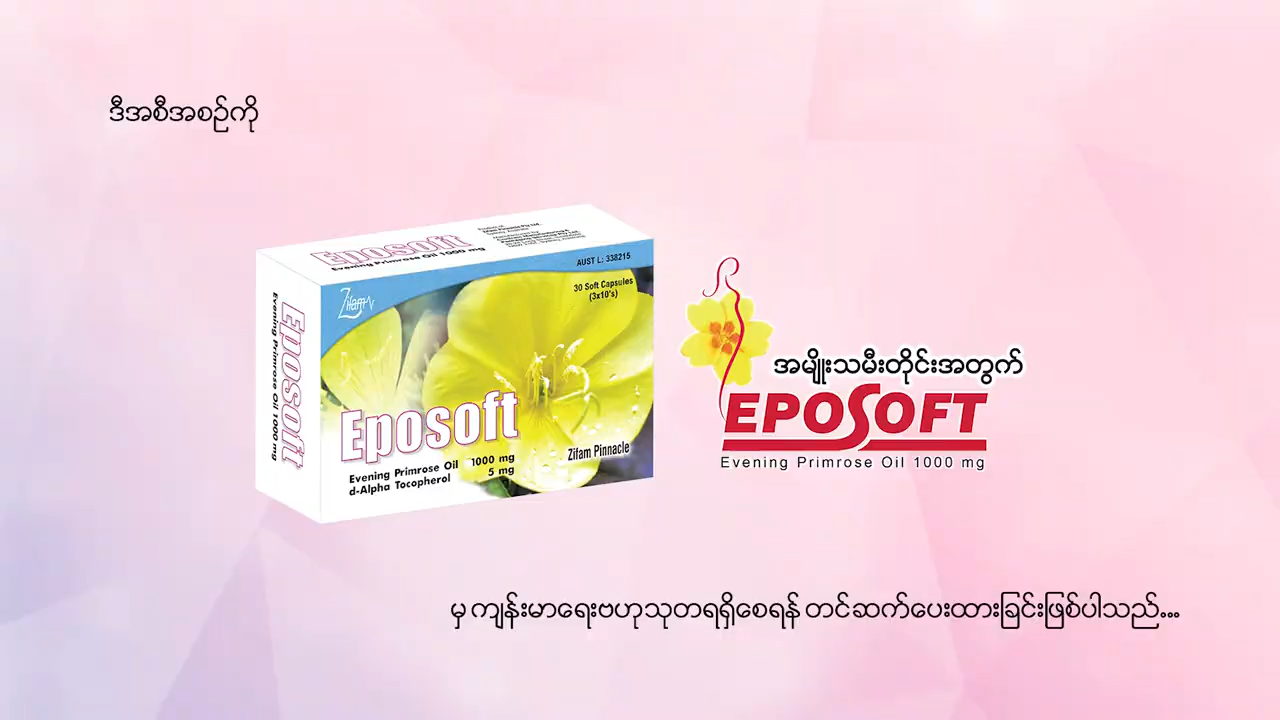 ဒီအစီအစဉ်ကို
Eposoft
Evening Primrose Oil 1000 mg
AUST L: 338215
30 Soft Capsules
(3x10's)
Zifam
Eposoft
Evening Primrose Oil 1000 mg
Eposoft
Evening Primrose Oil 1000 mg
d-Alpha Tocopherol 5 mg
Zifam Pinnacle
အမျိုးသမီးတိုင်းအတွက်
EPOSOFT
Evening Primrose Oil 1000 mg
မှ ကျန်းမာရေးဗဟုသုတရရှိစေရန် တင်ဆက်ပေးထားခြင်းဖြစ်ပါသည်...